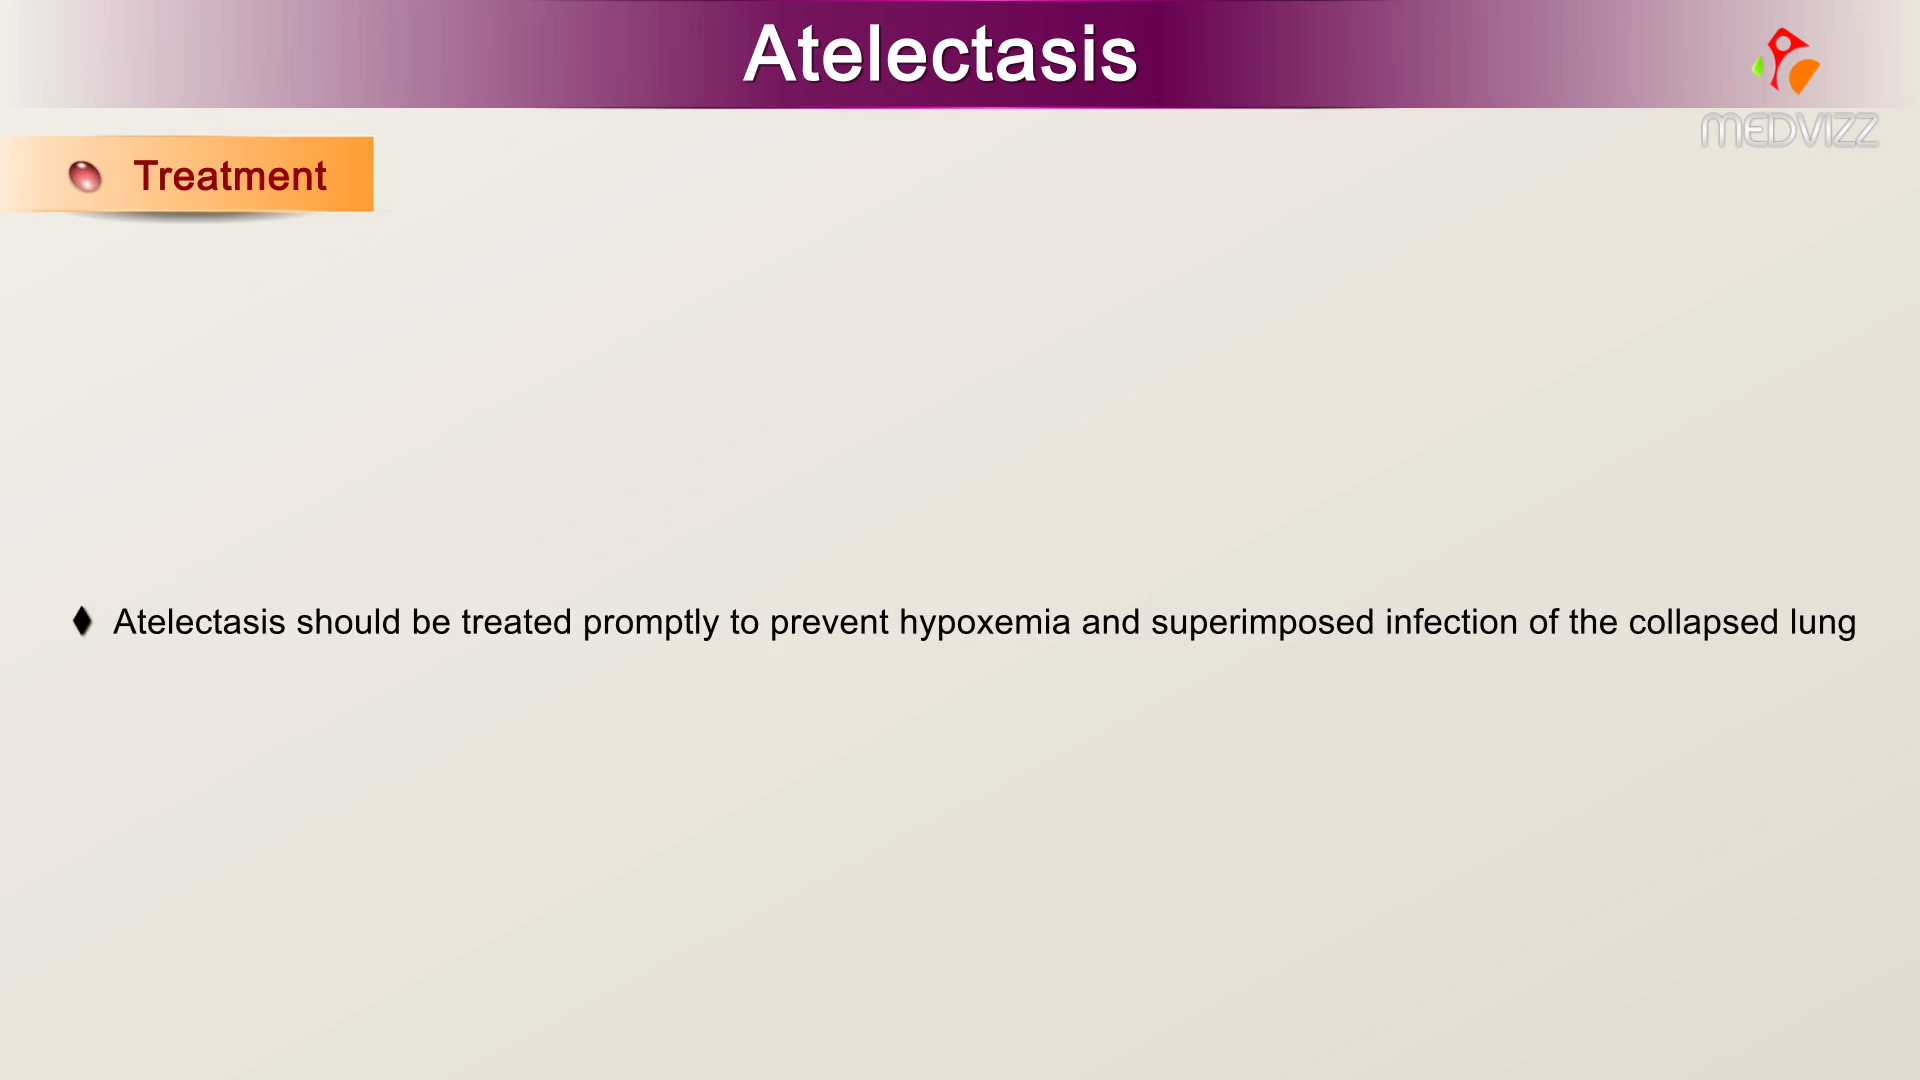 Atelectasis
MEDVIZZ
Treatment
Atelectasis should be treated promptly to prevent hypoxemia and superimposed infection of the collapsed lung